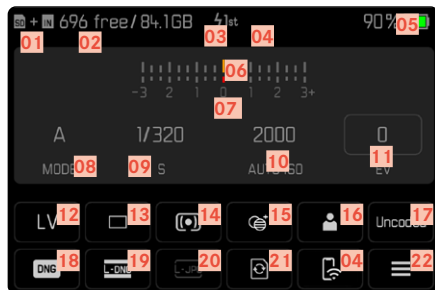 SD + IN 696 free/84.1GB 1st 90%
01 02 03 04 05
06
-3 2 1 0 1 2 3+
07
A 1/320 2000 0
MODE 08 09 S AUTO ISO 10 EV 11
LV 12 13 14 15 16 Uncoded 17
DNG 18 L-DNG 19 L-JPG 20 21 04 22